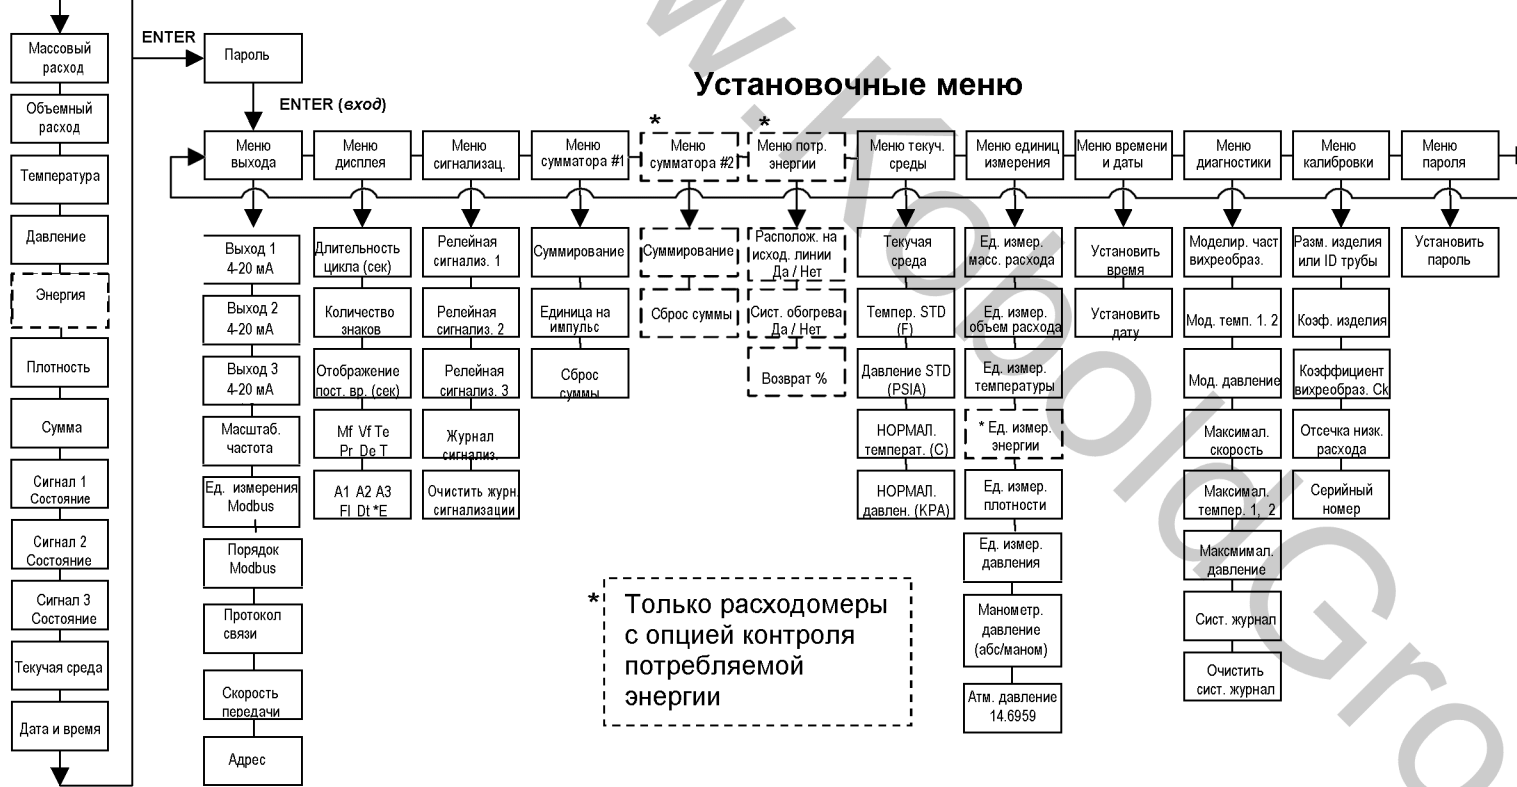 ENTER
Массовый
расход
Объемный
расход
Температура
Давление
Энергия
Плотность
Сумма
Сигнал 1
Состояние
Сигнал 2
Состояние
Сигнал 3
Состояние
Текучая среда
Дата и время
Пароль
ENTER (вход)
Установочные меню
Меню
выхода
Выход 1
4-20 мА
Выход 2
4-20 мА
Выход 3
4-20 мА
Масштаб.
частота
Ед. измерения
Modbus
Порядок
Modbus
Протокол
связи
Скорость
передачи
Адрес
Меню
дисплея
Длительность
цикла (сек)
Количество
знаков
Отображение
пост. вр. (сек)
Mf Vf Te
Pr De T
A1 A2 A3
Fl Dt *E
Меню
сигнализац.
Релейная
сигнализ. 1
Релейная
сигнализ. 2
Релейная
сигнализ. 3
Журнал
сигнализ.
Очистить журн.
сигнализации
Меню
сумматора #1
Суммирование
Единица на
импульс
Сброс
суммы
*
Меню
сумматора #2
Суммирование
Сброс суммы
*
Меню потр.
энергии
Располож. на
исход. линии
Да / Нет
Сист. обогрева
Да / Нет
Возврат %
Меню текуч.
среды
Текучая
среда
Темпер. STD
(F)
Давление STD
(PSIA)
НОРМАЛ.
температ. (C)
НОРМАЛ.
давлен. (KPA)
Меню единиц
измерения
Ед. измер.
масс. расхода
Ед. измер.
объем расхода
Ед. измер.
температуры
* Ед. измер.
энергии
Ед. измер.
плотности
Ед. измер.
давления
Манометр.
давление
(абс/маном)
Атм. давление
14.6959
Меню времени
и даты
Установить
время
Установить
дату
Меню
диагностики
Моделир. част
вихреобраз.
Мод. темп. 1. 2
Мод. давление
Максимал.
скорость
Максимал.
темпер. 1, 2
Максмимал.
давление
Сист. журнал
Очистить
сист. журнал
Меню
калибровки
Разм. изделия
или ID трубы
Коэф. изделия
Коэффициент
вихреобраз. Ck
Отсечка низк.
расхода
Серийный
номер
Меню
пароля
Установить
пароль
* Только расходомеры
с опцией контроля
потребляемой
энергии
w.KoboldGro